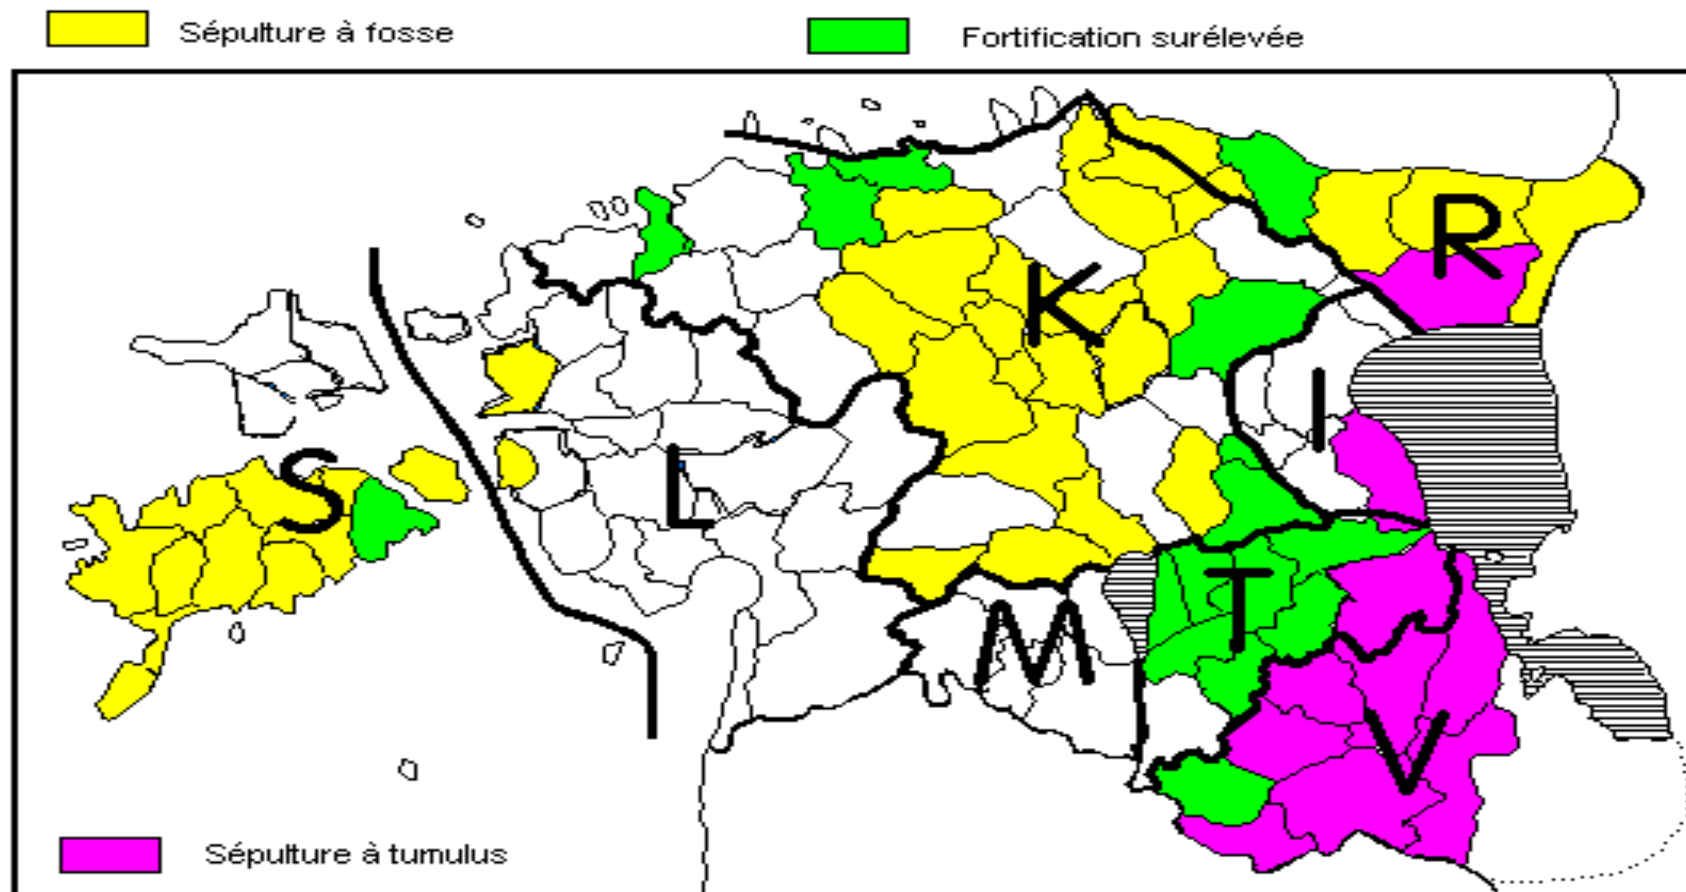 Sépulture à fosse
Fortification surélevée
R
K
I
S
L
T
M
V
Sépulture à tumulus